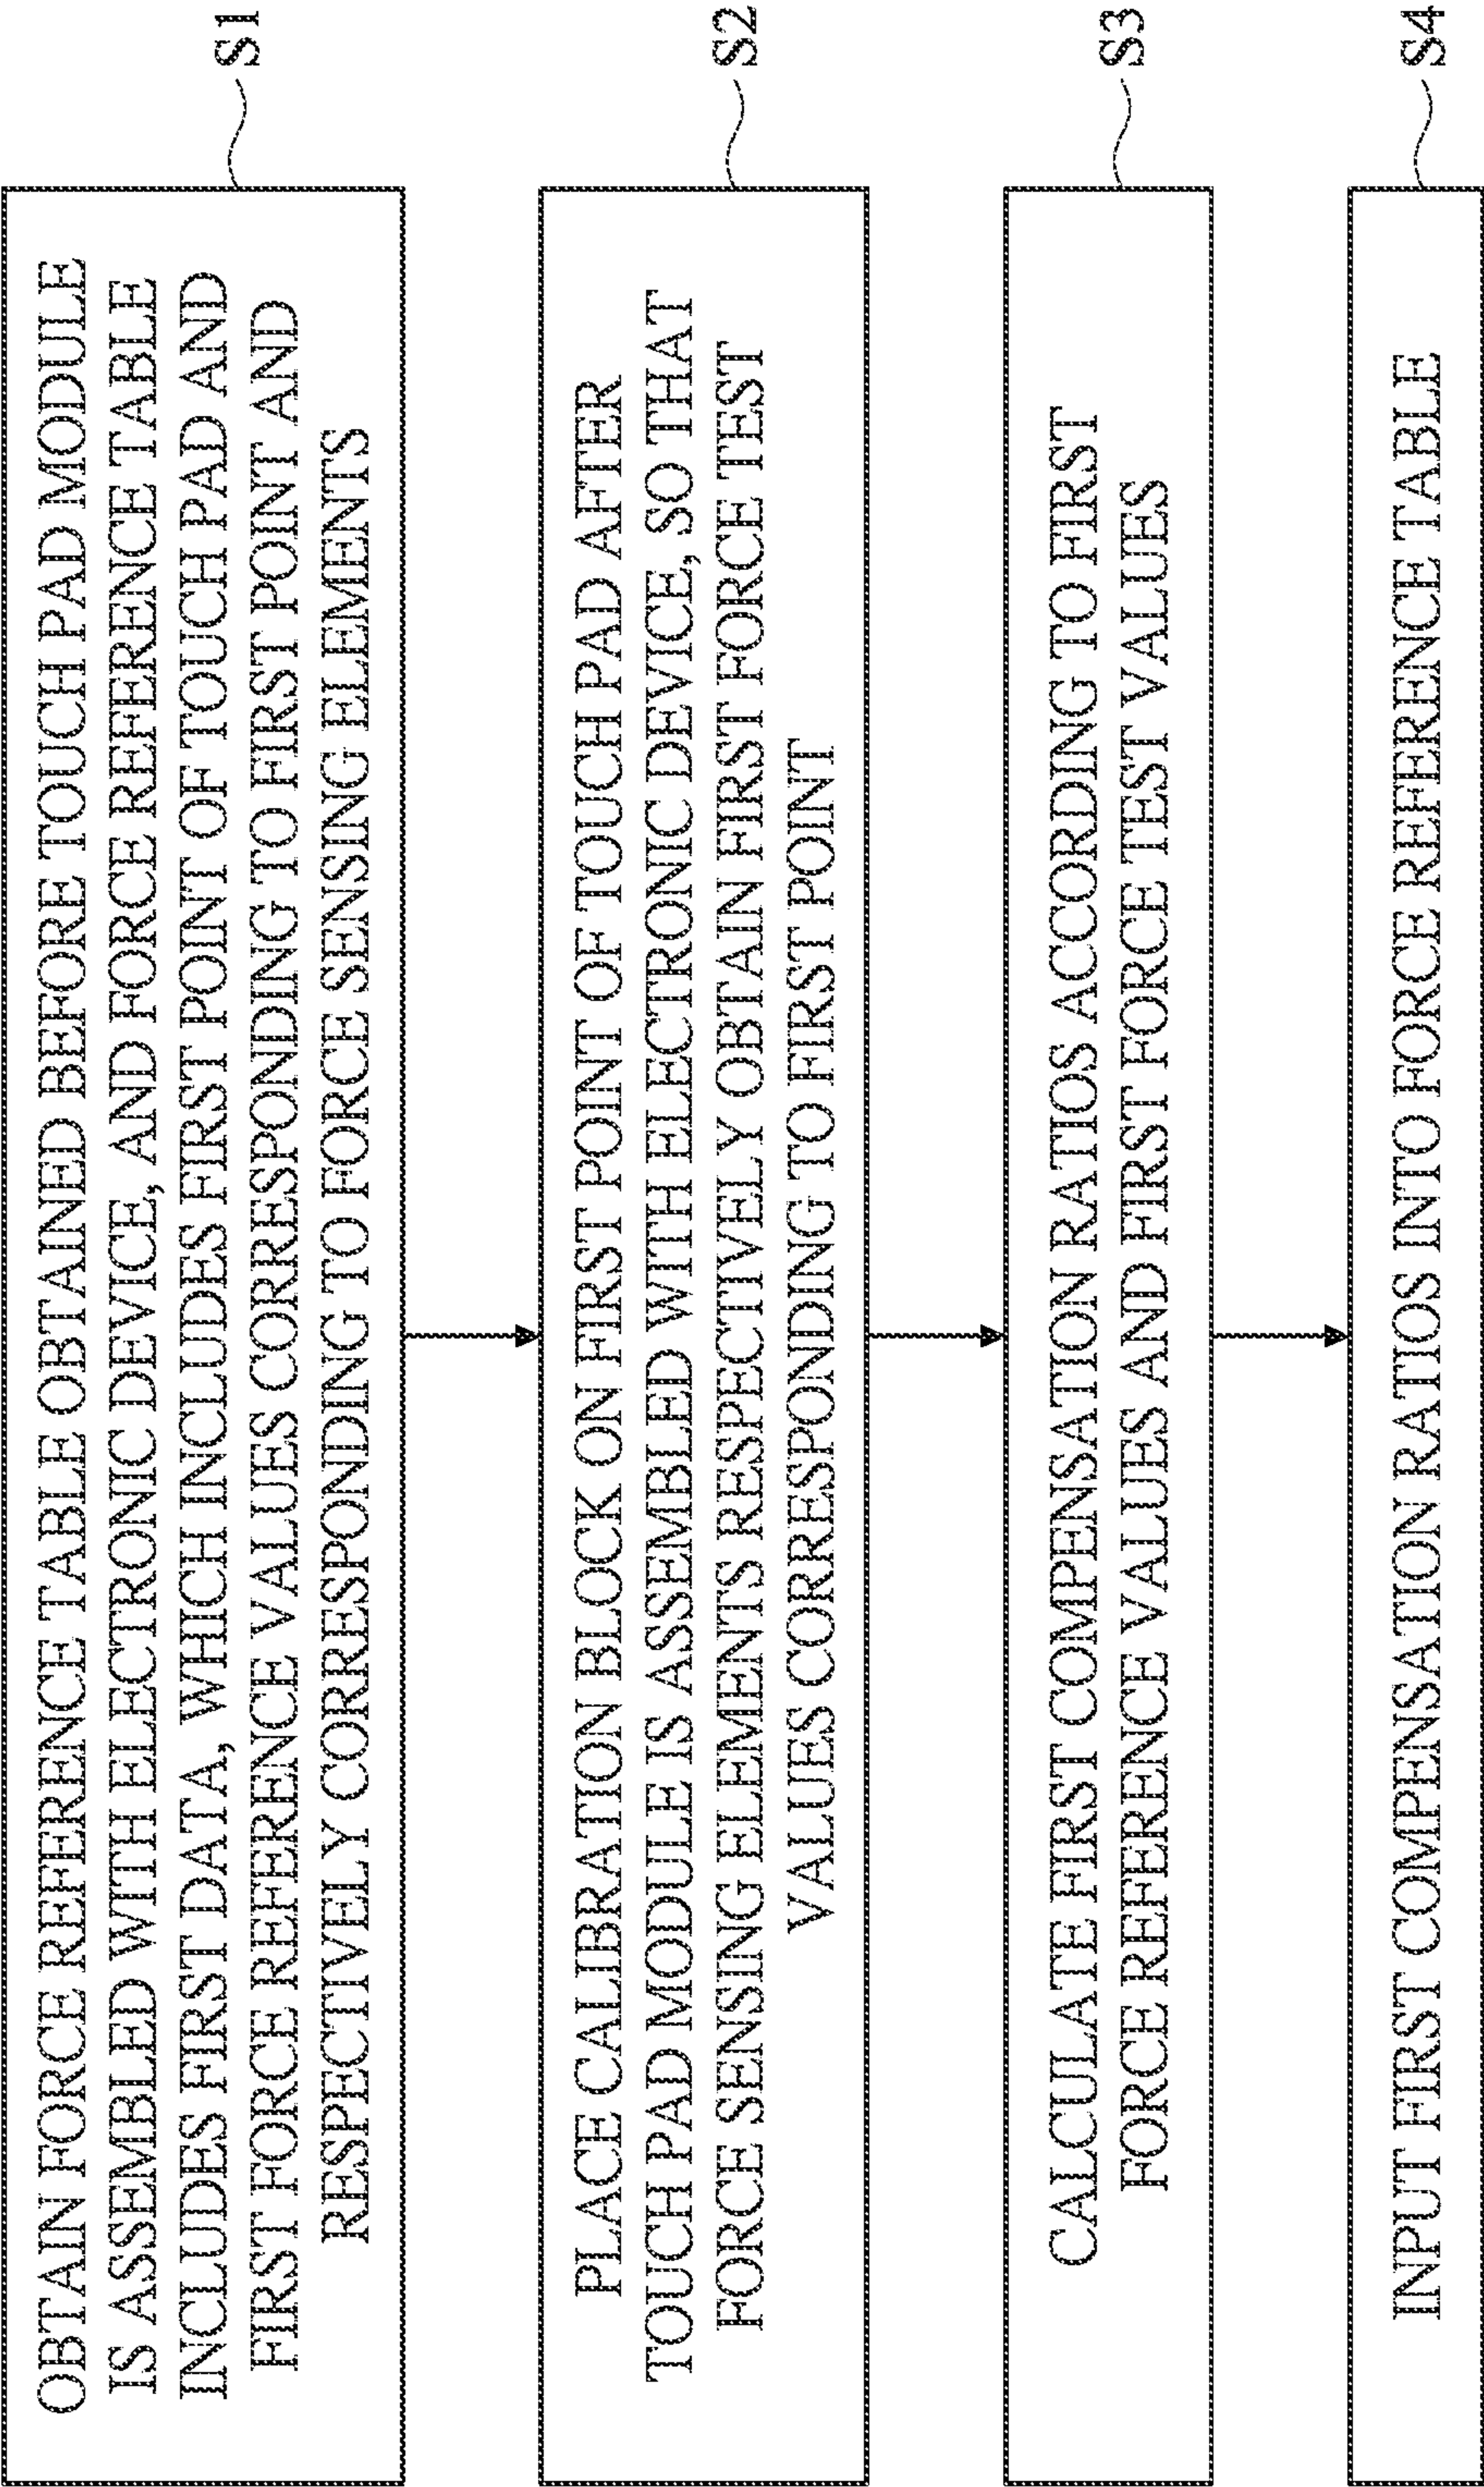 OBTAIN FORCE REFERENCE TABLE OBTAINED BEFORE TOUCH PAD MODULE
IS ASSEMBLED WITH ELECTRONIC DEVICE, AND FORCE REFERENCE TABLE
INCLUDES FIRST DATA, WHICH INCLUDES FIRST POINT OF TOUCH PAD AND
FIRST FORCE REFERENCE VALUES CORRESPONDING TO FIRST POINT AND
RESPECTIVELY CORRESPONDING TO FORCE SENSING ELEMENTS
S1
PLACE CALIBRATION BLOCK ON FIRST POINT OF TOUCH PAD AFTER
TOUCH PAD MODULE IS ASSEMBLED WITH ELECTRONIC DEVICE, SO THAT
FORCE SENSING ELEMENTS RESPECTIVELY OBTAIN FIRST FORCE TEST
VALUES CORRESPONDING TO FIRST POINT
S2
CALCULATE FIRST COMPENSATION RATIOS ACCORDING TO FIRST
FORCE REFERENCE VALUES AND FIRST FORCE TEST VALUES
S3
INPUT FIRST COMPENSATION RATIOS INTO FORCE REFERENCE TABLE
S4